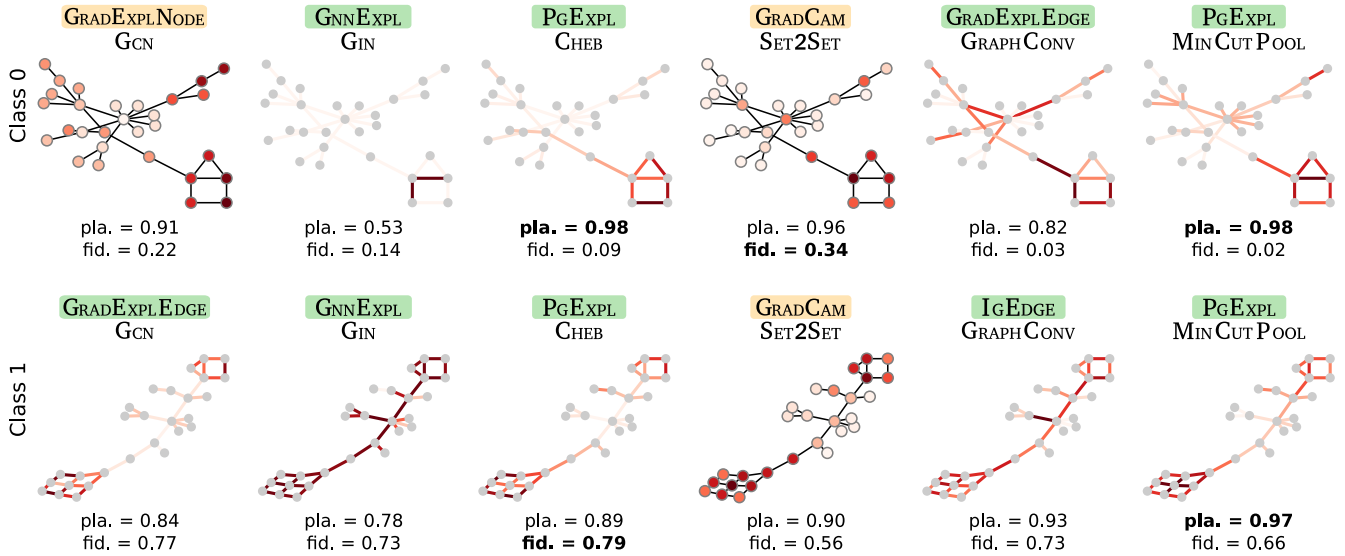 GRADEXPLNODE GNNEXPL PGEXPL GRADCAM GRADEXPLEDGE PGEXPL
GCN GIN CHEB SET2SET GRAPHCONV MINCUTPOOL
Class 0
pla. = 0.91 pla. = 0.53 pla. = 0.98 pla. = 0.96 pla. = 0.82 pla. = 0.98
fid. = 0.22 fid. = 0.14 fid. = 0.09 fid. = 0.34 fid. = 0.03 fid. = 0.02
GRADEXPLEDGE GNNEXPL PGEXPL GRADCAM IGEDGE PGEXPL
GCN GIN CHEB SET2SET GRAPHCONV MINCUTPOOL
Class 1
pla. = 0.84 pla. = 0.78 pla. = 0.89 pla. = 0.90 pla. = 0.93 pla. = 0.97
fid. = 0.77 fid. = 0.73 fid. = 0.79 fid. = 0.56 fid. = 0.73 fid. = 0.66